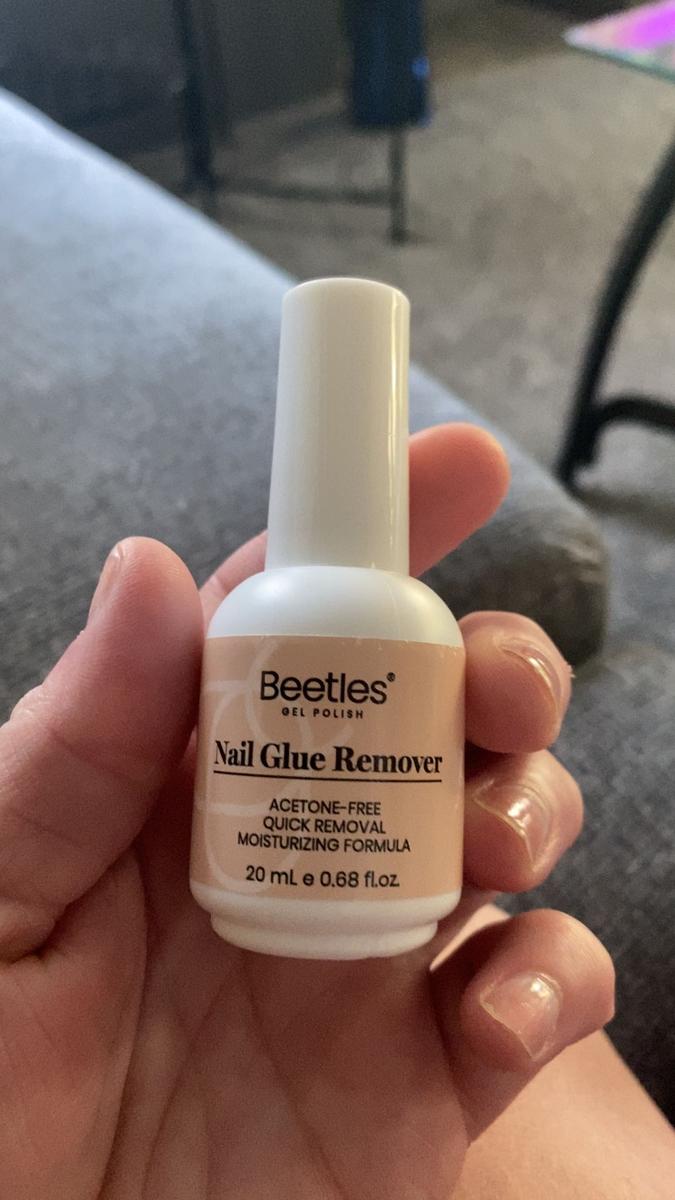 Beetles®
GEL POLISH
Nail Glue Remover
ACETONE-FREE
QUICK REMOVAL
MOISTURIZING FORMULA
20 mL e 0.68 fl.oz.